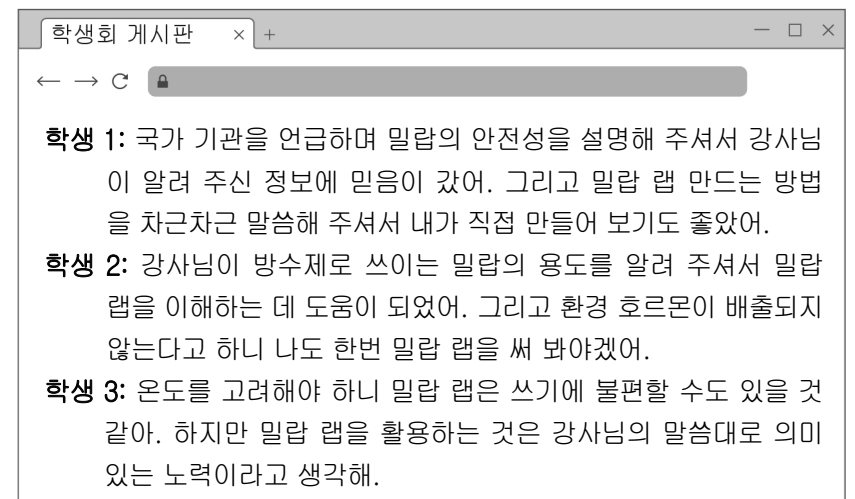 학생회 게시판 × +
학생 1: 국가 기관을 언급하며 밀랍의 안전성을 설명해 주셔서 강사님
이 알려 주신 정보에 믿음이 갔어. 그리고 밀랍 랩 만드는 방법
을 차근차근 말씀해 주셔서 내가 직접 만들어 보기도 좋았어.
학생 2: 강사님이 방수제로 쓰이는 밀랍의 용도를 알려 주셔서 밀랍
랩을 이해하는 데 도움이 되었어. 그리고 환경 호르몬이 배출되지
않는다고 하니 나도 한번 밀랍 랩을 써 봐야겠어.
학생 3: 온도를 고려해야 하니 밀랍 랩은 쓰기에 불편할 수도 있을 것
같아. 하지만 밀랍 랩을 활용하는 것은 강사님의 말씀대로 의미
있는 노력이라고 생각해.